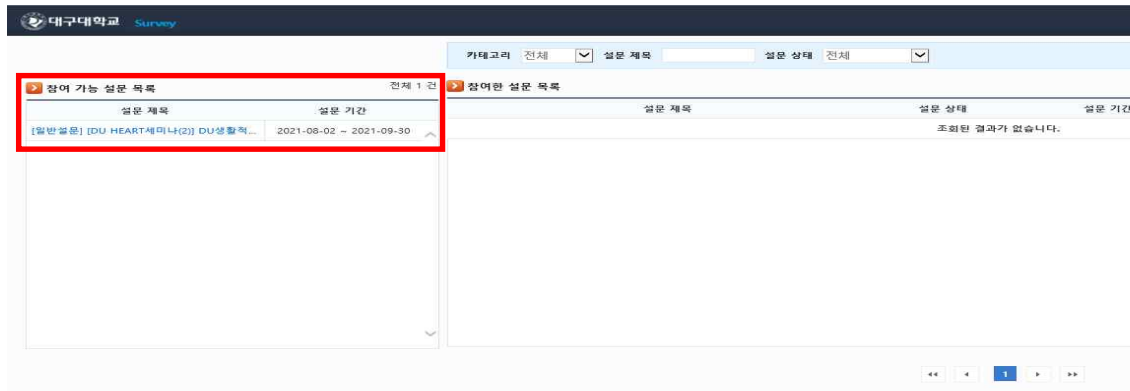 대구대학교 Survey
카테고리 전체 설문 제목 설문 상태 전체
참여 가능 설문 목록 전체 1 건
설문 제목 설문 기간
[일반설문] [DU HEART세미나(2)] DU생활적... 2021-08-02 ~ 2021-09-30
참여한 설문 목록
설문 제목 설문 상태 설문 기간
조회된 결과가 없습니다.
1